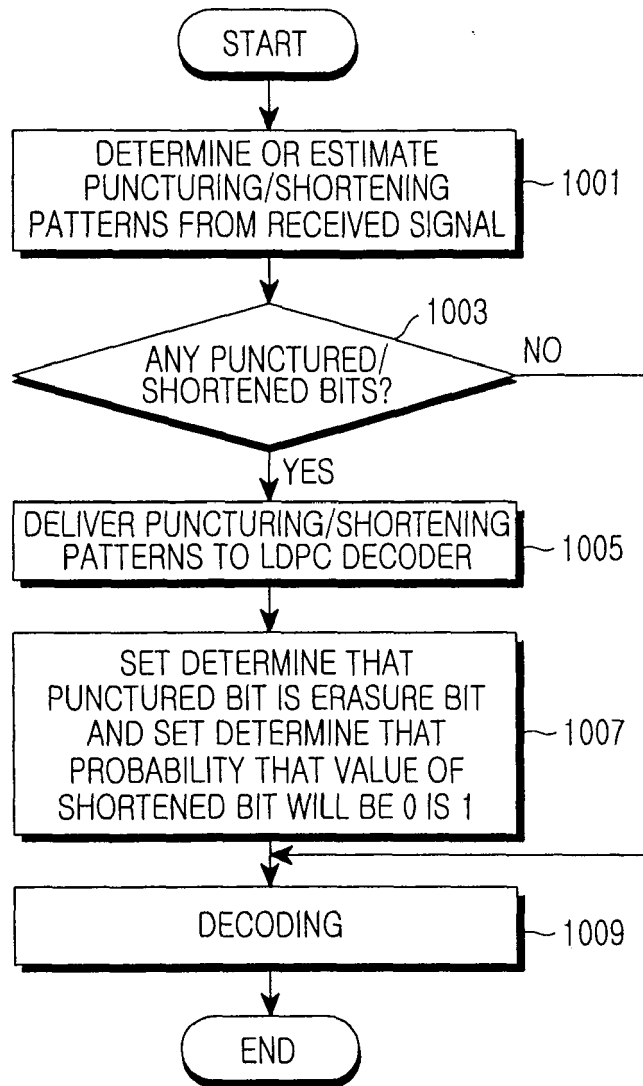 START
DETERMINE OR ESTIMATE
PUNCTURING/SHORTENING
PATTERNS FROM RECEIVED SIGNAL
1001
1003
ANY PUNCTURED/
SHORTENED BITS?
NO
YES
DELIVER PUNCTURING/SHORTENING
PATTERNS TO LDPC DECODER
1005
SET DETERMINE THAT
PUNCTURED BIT IS ERASURE BIT
AND SET DETERMINE THAT
PROBABILITY THAT VALUE OF
SHORTENED BIT WILL BE 0 IS 1
1007
DECODING
1009
END